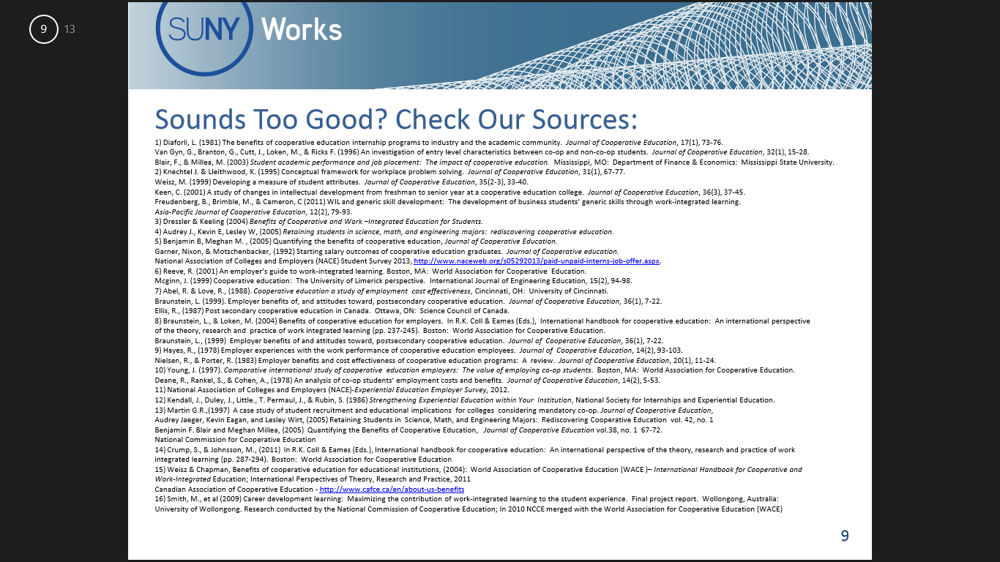 9 13
SUNY Works
Sounds Too Good? Check Our Sources:
1) Diaforli, L. (1981) The benefits of cooperative education internship programs to industry and the academic community. Journal of Cooperative Education, 17(1), 73-76.
Van Gyn, G., Branton, G., Cutt, J., Loken, M., & Ricks F. (1996) An investigation of entry level characteristics between co-op and non-co-op students. Journal of Cooperative Education, 32(1), 15-28.
Blair, F., & Millea, M. (2003) Student academic performance and job placement: The impact of cooperative education. Mississippi, MO: Department of Finance & Economics: Mississippi State University.
2) Knechtel J. & Lleithwood, K. (1995) Conceptual framework for workplace problem solving. Journal of Cooperative Education, 31(1), 67-77.
Weisz, M. (1999) Developing a measure of student attributes. Journal of Cooperative Education, 35(2-3), 33-40.
Keen, C. (2001) A study of changes in intellectual development from freshman to senior year at a cooperative education college. Journal of Cooperative Education, 36(3), 37-45.
Freudenberg, B., Brimble, M., & Cameron, C (2011) WIL and generic skill development: The development of business students' generic skills through work-integrated learning.
Asia-Pacific Journal of Cooperative Education, 12(2), 79-93.
3) Dressler & Keeling (2004) Benefits of Cooperative and Work –Integrated Education for Students.
4) Audrey J., Kevin E, Lesley W, (2005) Retaining students in science, math, and engineering majors: rediscovering cooperative education.
5) Benjamin B, Meghan M. , (2005) Quantifying the benefits of cooperative education, Journal of Cooperative Education.
Garner, Nixon, & Motschenbacker, (1992) Starting salary outcomes of cooperative education graduates. Journal of Cooperative education.
National Association of Colleges and Employers (NACE) Student Survey 2013, http://www.naceweb.org/s05292013/paid-unpaid-interns-job-offer.aspx.
6) Reeve, R. (2001) An employer's guide to work-integrated learning. Boston, MA: World Association for Cooperative Education.
Mcginn, J. (1999) Cooperative education: The University of Limerick perspective. International Journal of Engineering Education, 15(2), 94-98.
7) Abel, R. & Love, R., (1988). Cooperative education a study of employment cost effectiveness, Cincinnati, OH: University of Cincinnati.
Braunstein, L. (1999). Employer benefits of, and attitudes toward, postsecondary cooperative education. Journal of Cooperative Education, 36(1), 7-22.
Ellis, R., (1987) Post secondary cooperative education in Canada. Ottawa, ON: Science Council of Canada.
8) Braunstein, L., & Loken, M. (2004) Benefits of cooperative education for employers. In R.K. Coll & Eames (Eds.), International handbook for cooperative education: An international perspective
of the theory, research and practice of work integrated learning (pp. 237-245). Boston: World Association for Cooperative Education.
Braunstein, L., (1999) Employer benefits of and attitudes toward, postsecondary cooperative education. Journal of Cooperative Education, 36(1), 7-22.
9) Hayes, R., (1978) Employer experiences with the work performance of cooperative education employees. Journal of Cooperative Education, 14(2), 93-103.
Nielsen, R., & Porter, R. (1983) Employer benefits and cost effectiveness of cooperative education programs: A review. Journal of Cooperative Education, 20(1), 11-24.
10) Young, J. (1997). Comparative international study of cooperative education employers: The value of employing co-op students. Boston, MA: World Association for Cooperative Education.
Deane, R., Rankel, S., & Cohen, A., (1978) An analysis of co-op students' employment costs and benefits. Journal of Cooperative Education, 14(2), 5-53.
11) National Association of Colleges and Employers (NACE)-Experiential Education Employer Survey, 2012.
12) Kendall, J., Duley, J., Little., T. Permaul, J., & Rubin, S. (1986) Strengthening Experiential Education within Your Institution, National Society for Internships and Experiential Education.
13) Martin G.R.,(1997) A case study of student recruitment and educational implications for colleges considering mandatory co-op. Journal of Cooperative Education,
Audrey Jaeger, Kevin Eagan, and Lesley Wirt, (2005) Retaining Students in Science, Math, and Engineering Majors: Rediscovering Cooperative Education vol. 42, no. 1
Benjamin F. Blair and Meghan Millea, (2005) Quantifying the Benefits of Cooperative Education, Journal of Cooperative Education vol.38, no. 1 67-72.
National Commission for Cooperative Education
14) Crump, S., & Johnsson, M., (2011) In R.K. Coll & Eames (Eds.), International handbook for cooperative education: An international perspective of the theory, research and practice of work
integrated learning (pp. 287-294). Boston: World Association for Cooperative Education
15) Weisz & Chapman, Benefits of cooperative education for educational institutions, (2004): World Association of Cooperative Education (WACE )– International Handbook for Cooperative and
Work-Integrated Education; International Perspectives of Theory, Research and Practice, 2011
Canadian Association of Cooperative Education - http://www.cafce.ca/en/about-us-benefits
16) Smith, M., et al (2009) Career development learning: Maximizing the contribution of work-integrated learning to the student experience. Final project report. Wollongong, Australia:
University of Wollongong. Research conducted by the National Commission of Cooperative Education; In 2010 NCCE merged with the World Association for Cooperative Education (WACE)
9